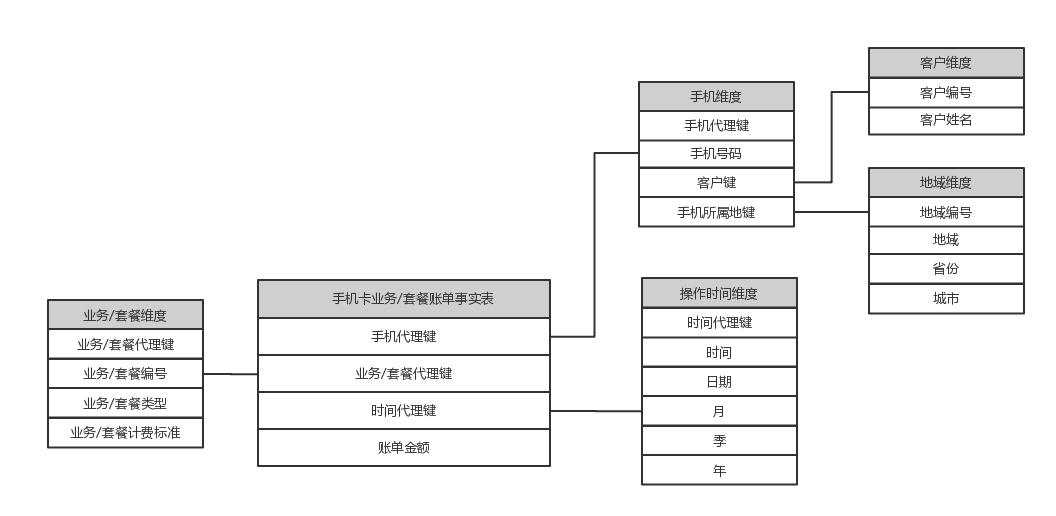 客户维度
客户编号
客户姓名
手机维度
手机代理键
手机号码
客户键
手机所属地键
地域维度
地域编号
地域
省份
城市
业务/套餐维度
业务/套餐代理键
业务/套餐编号
业务/套餐类型
业务/套餐计费标准
手机卡业务/套餐账单事实表
手机代理键
业务/套餐代理键
时间代理键
账单金额
操作时间维度
时间代理键
时间
日期
月
季
年